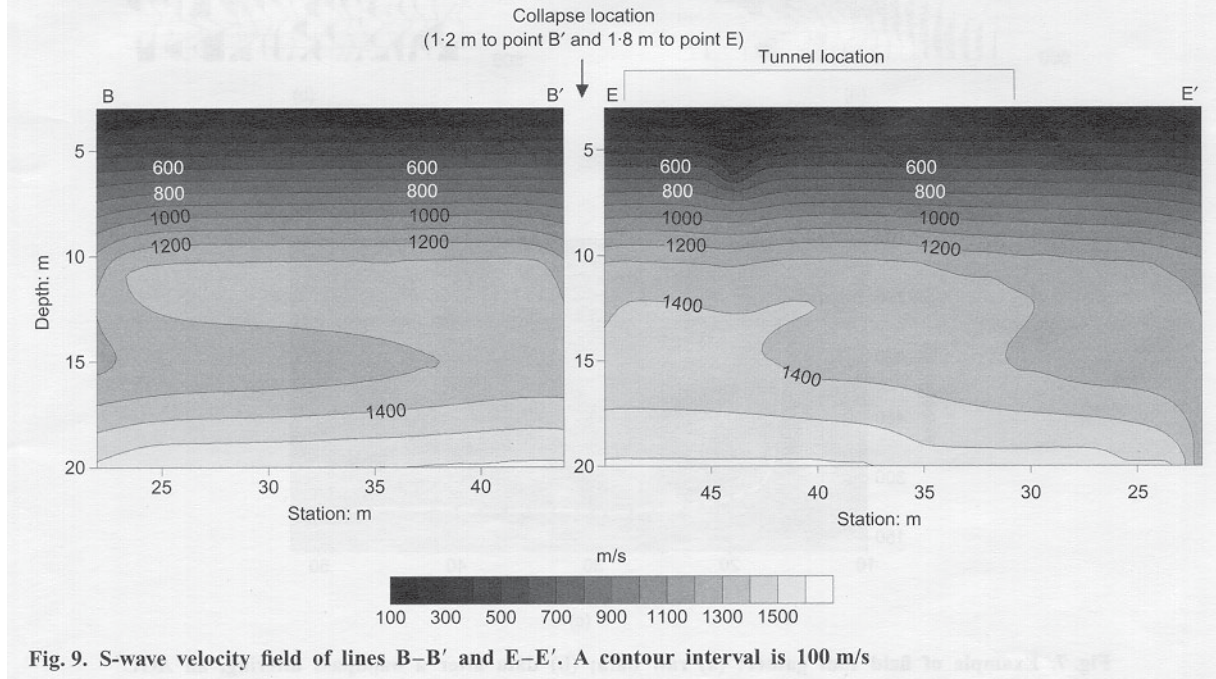 Collapse location
(1·2 m to point B′ and 1·8 m to point E)
Tunnel location
B B′ E E′
5 600 600 5 600 600
800 800 800 800
1000 1000 1000 1000
1200 1200 1200 1200
10 10
1400
Depth: m
15 15
1400
1400
20 20
25 30 35 40 45 40 35 30 25
Station: m Station: m
m/s
100 300 500 700 900 1100 1300 1500
Fig. 9. S-wave velocity field of lines B–B′ and E–E′. A contour interval is 100 m/s